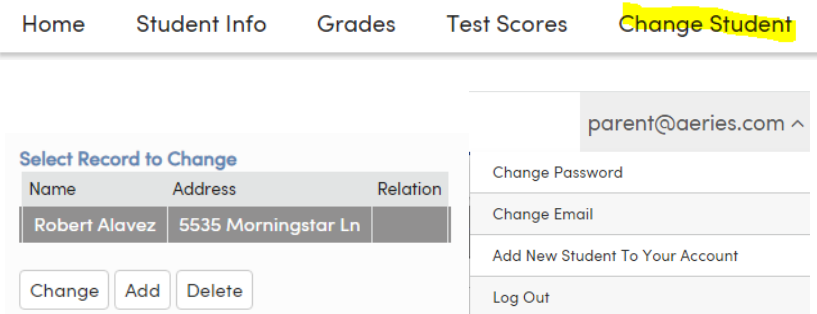 Home Student Info Grades Test Scores Change Student
parent@aeries.com
Select Record to Change
Name Address Relation
Robert Alavez 5535 Morningstar Ln
Change Add Delete
Change Password
Change Email
Add New Student To Your Account
Log Out